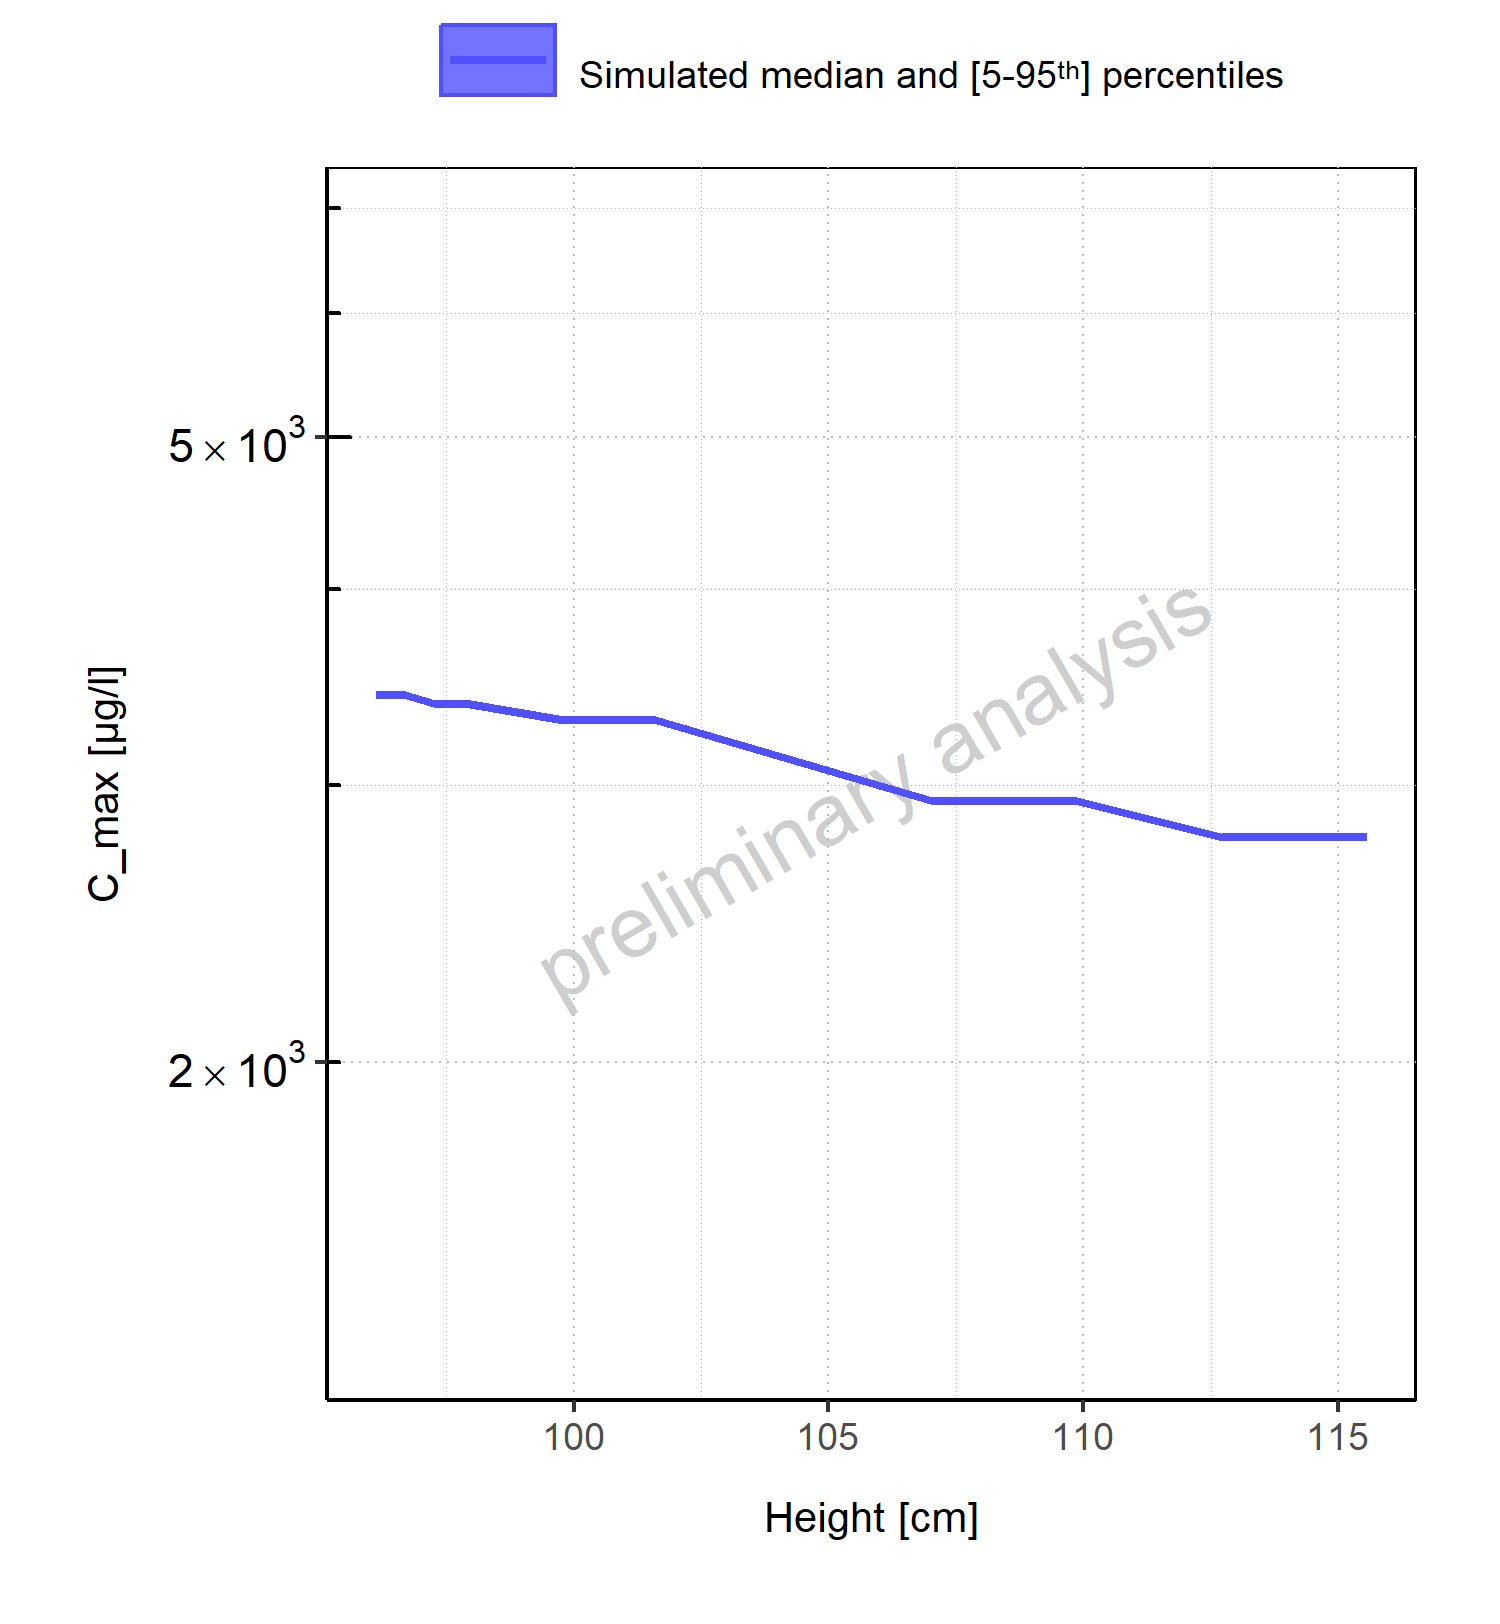 Simulated median and [5-95th] percentiles
5 × 10³
2 × 10³
C_max [µg/l]
preliminary analysis
100 105 110 115
Height [cm]